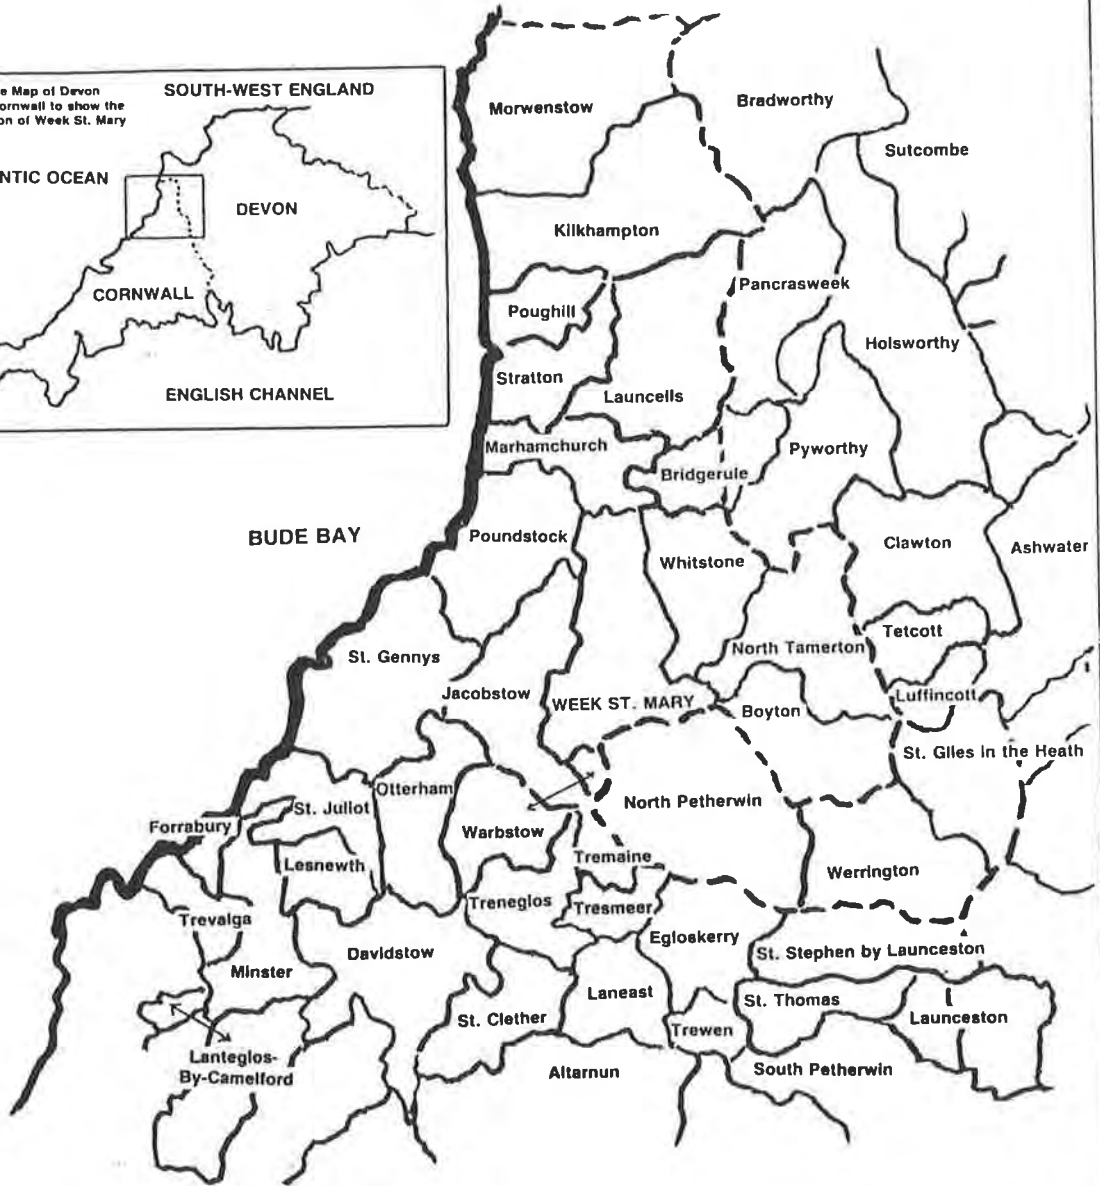 e Map of Devon
ornwall to show the
on of Week St. Mary
SOUTH-WEST ENGLAND
NTIC OCEAN
DEVON
CORNWALL
ENGLISH CHANNEL
Morwenstow
Bradworthy
Sutcombe
Kilkhampton
Pancrasweek
Poughill
Holsworthy
Stratton
Launcells
Marhamchurch
Pyworthy
Bridgerule
BUDE BAY
Poundstock
Clawton
Ashwater
Whitstone
Tetcott
North Tamerton
St. Gennys
Jacobstow
WEEK ST. MARY
Boyton
Luffincott
St. Giles in the Heath
Otterham
North Petherwin
St. Juliot
Forrabury
Warbstow
Lesnewth
Tremaine
Werrington
Treneglos
Tresmeer
Trevalga
Egloskerry
Davidstow
St. Stephen by Launceston
Minster
Laneast
St. Thomas
St. Clether
Launceston
Trewen
Lanteglos-
By-Camelford
Altarnun
South Petherwin